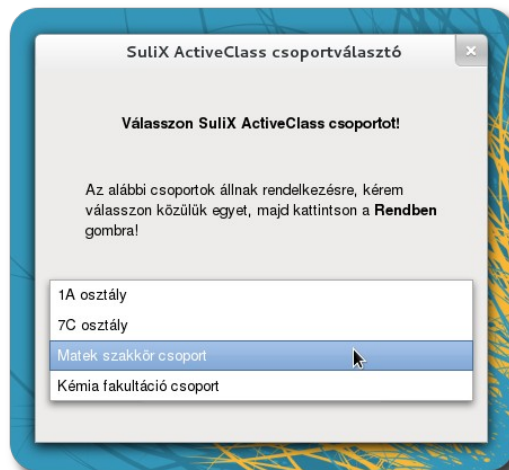 SuliX ActiveClass csoportválasztó
Válasszon SuliX ActiveClass csoportot!
Az alábbi csoportok állnak rendelkezésre, kérem
válasszon közülük egyet, majd kattintson a Rendben
gombra!
1A osztály
7C osztály
Matek szakkör csoport
Kémia fakultáció csoport